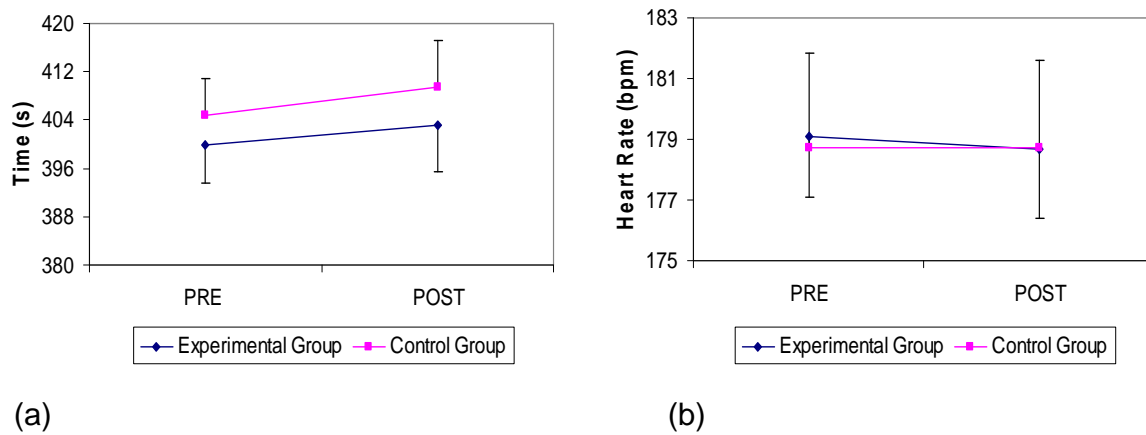 420
412
404
396
388
380
Time (s)
PRE POST
Experimental Group Control Group
(a)
183
181
179
177
175
Heart Rate (bpm)
PRE POST
Experimental Group Control Group
(b)